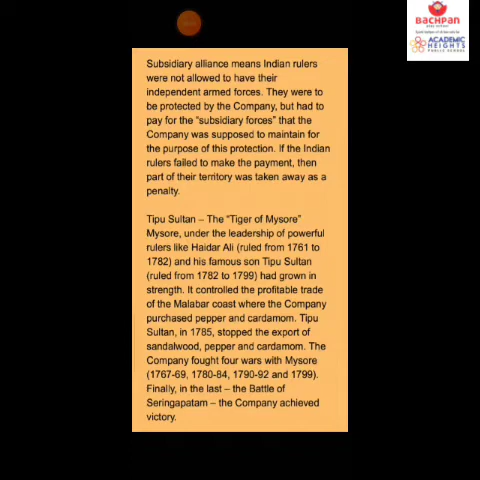 BACHPAN
ACADEMIC
HEIGHTS
PUBLIC SCHOOL
Subsidiary alliance means Indian rulers
were not allowed to have their
independent armed forces. They were to
be protected by the Company, but had to
pay for the “subsidiary forces” that the
Company was supposed to maintain for
the purpose of this protection. If the Indian
rulers failed to make the payment, then
part of their territory was taken away as a
penalty.
Tipu Sultan – The “Tiger of Mysore”
Mysore, under the leadership of powerful
rulers like Haidar Ali (ruled from 1761 to
1782) and his famous son Tipu Sultan
(ruled from 1782 to 1799) had grown in
strength. It controlled the profitable trade
of the Malabar coast where the Company
purchased pepper and cardamom. Tipu
Sultan, in 1785, stopped the export of
sandalwood, pepper and cardamom. The
Company fought four wars with Mysore
(1767-69, 1780-84, 1790-92 and 1799).
Finally, in the last – the Battle of
Seringapatam – the Company achieved
victory.